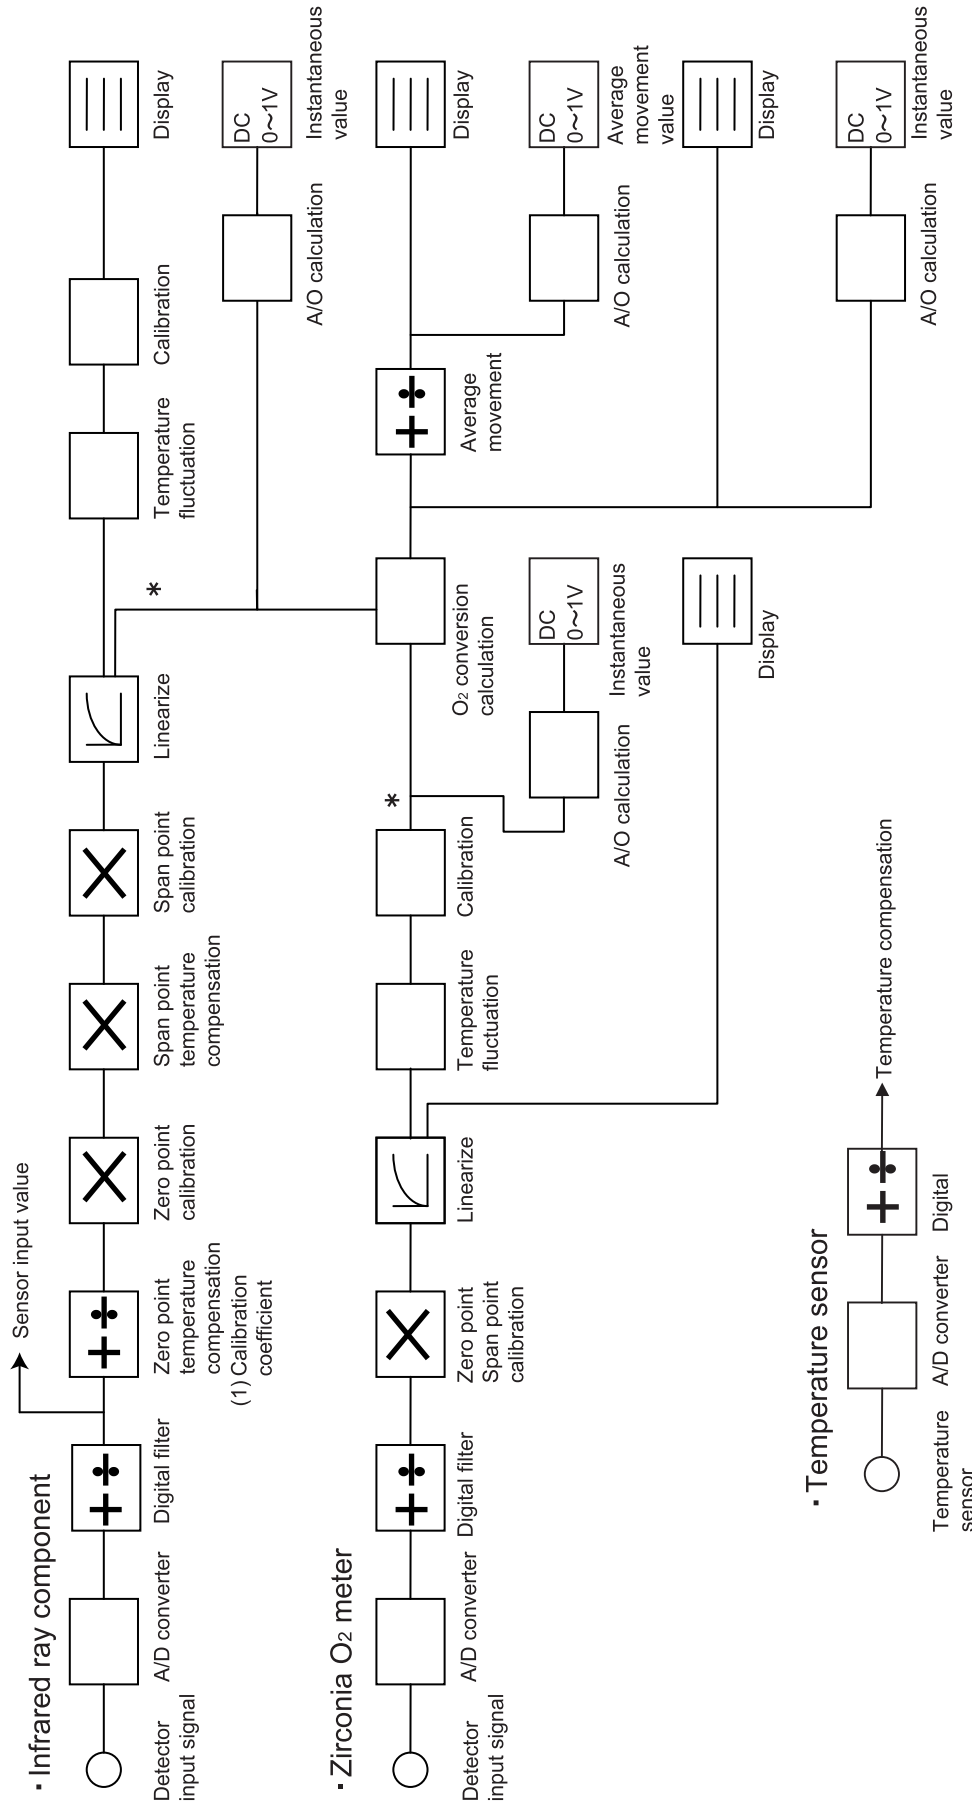 · Infrared ray component
Sensor input value
*
Detector
input signal
A/D converter
Digital filter
Zero point
temperature
compensation
(1) Calibration
coefficient
Zero point
calibration
Span point
temperature
compensation
Span point
calibration
Linearize
Temperature
fluctuation
Calibration
Display
A/O calculation
DC
0～1V
Instantaneous
value
· Zirconia O2 meter
*
Detector
input signal
A/D converter
Digital filter
Zero point
Span point
calibration
Linearize
Temperature
fluctuation
Calibration
O2 conversion
calculation
Average
movement
Display
A/O calculation
DC
0～1V
Instantaneous
value
A/O calculation
DC
0～1V
Average
movement
value
Display
Display
A/O calculation
DC
0～1V
Instantaneous
value
· Temperature sensor
Temperature
sensor
A/D converter
Digital
Temperature compensation